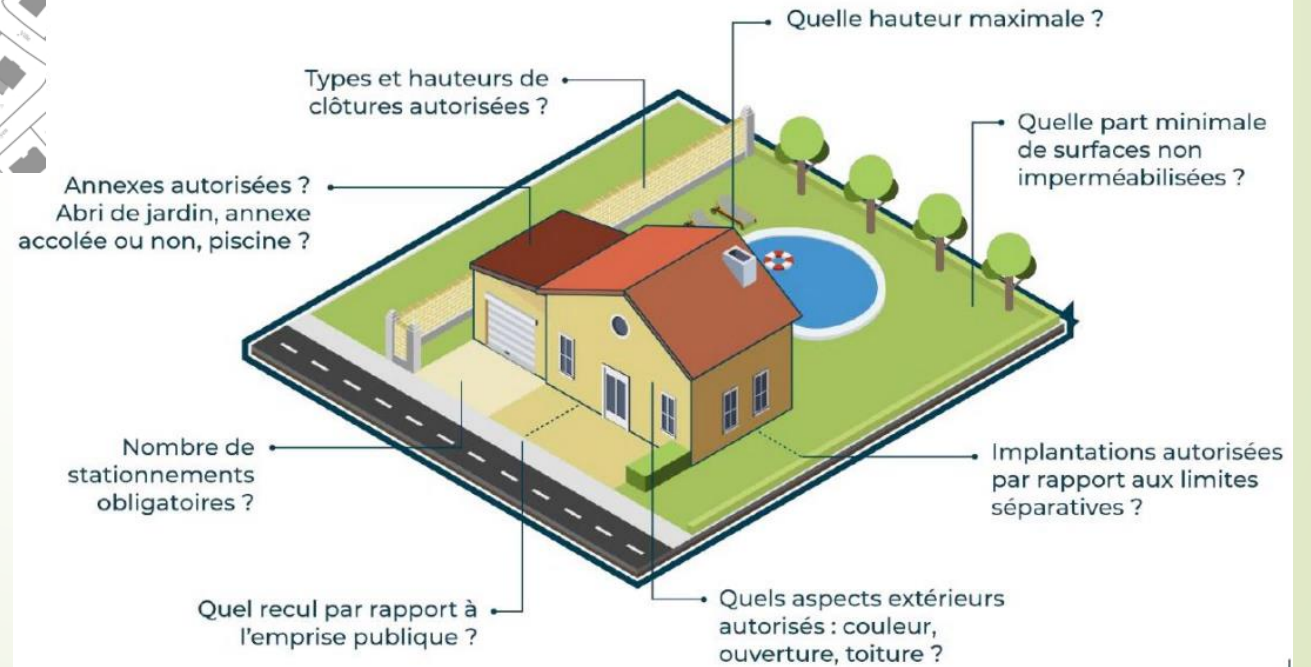 Quelle hauteur maximale ?
Types et hauteurs de
clôtures autorisées ?
Quelle part minimale
de surfaces non
imperméabilisées ?
Annexes autorisées ?
Abri de jardin, annexe
accolée ou non, piscine ?
Nombre de
stationnements
obligatoires ?
Implantations autorisées
par rapport aux limites
séparatives ?
Quel recul par rapport à
l'emprise publique ?
Quels aspects extérieurs
autorisés : couleur,
ouverture, toiture ?